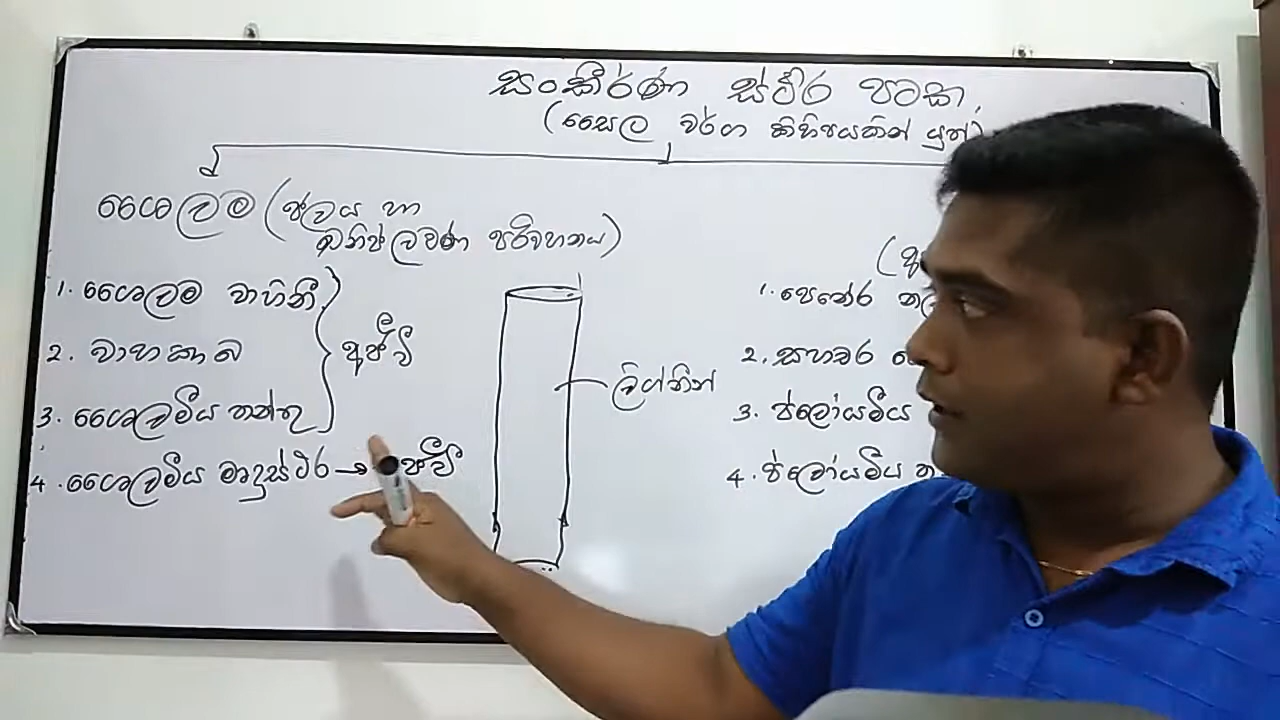 සංකීර්ණ ස්ථිර පටක
(සෛල වර්ග කිහිපයකින් යුත්
ශෛලම (ජලය හා
ඛනිජ ලවණ පරිවහනය)
1. ශෛලම වාහිනී
2. වාහකාභ
අජීවී
3. ශෛලමීය තන්තු
4. ශෛලමීය මෘදුස්ථර → ජීවී
ලිග්නින්
1. පෙනේර
2. සහචර
3. ප්ලෝයමීය
4. ප්ලෝයමීය